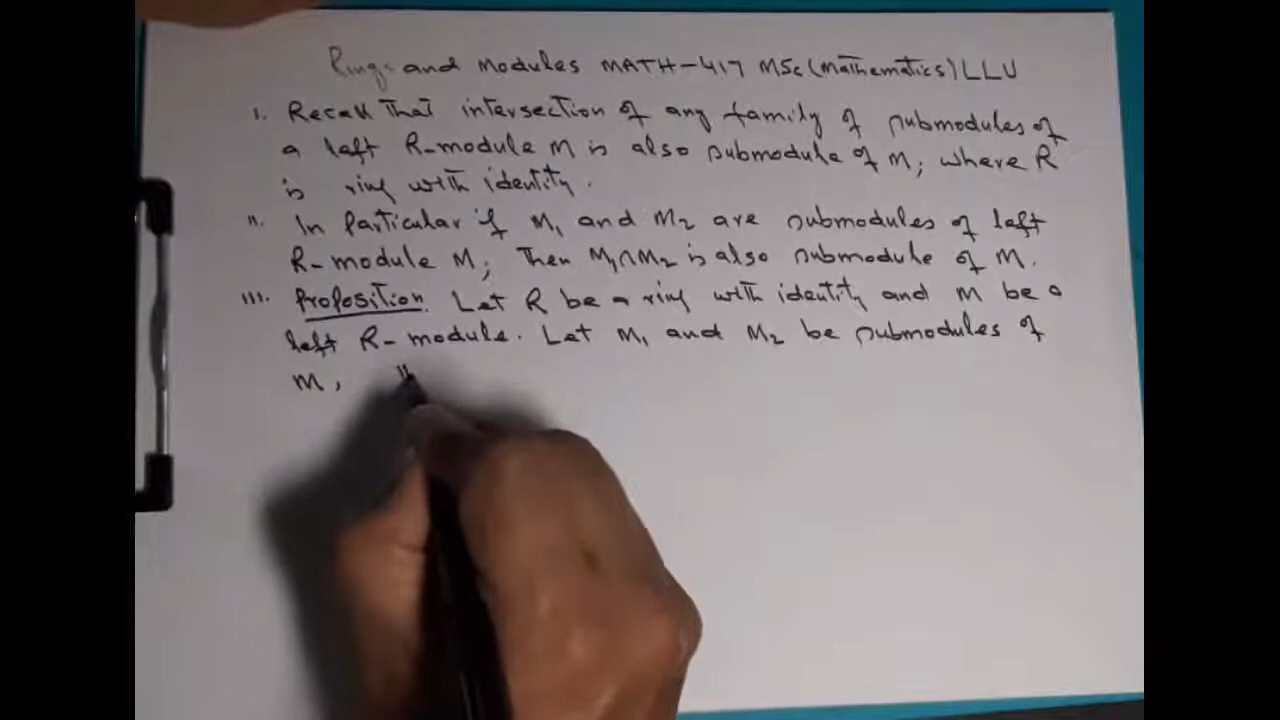 Rings and Modules MATH-417 MSc (Mathematics) LLU
i. Recall that intersection of any family of submodules of
a left R-module M is also submodule of M; where R
is ring with identity.
ii. In Particular if M₁ and M₂ are submodules of left
R-module M; Then M₁∩M₂ is also submodule of M.
iii. Proposition. Let R be a ring with identity and M be a
left R-module. Let M₁ and M₂ be submodules of
M,